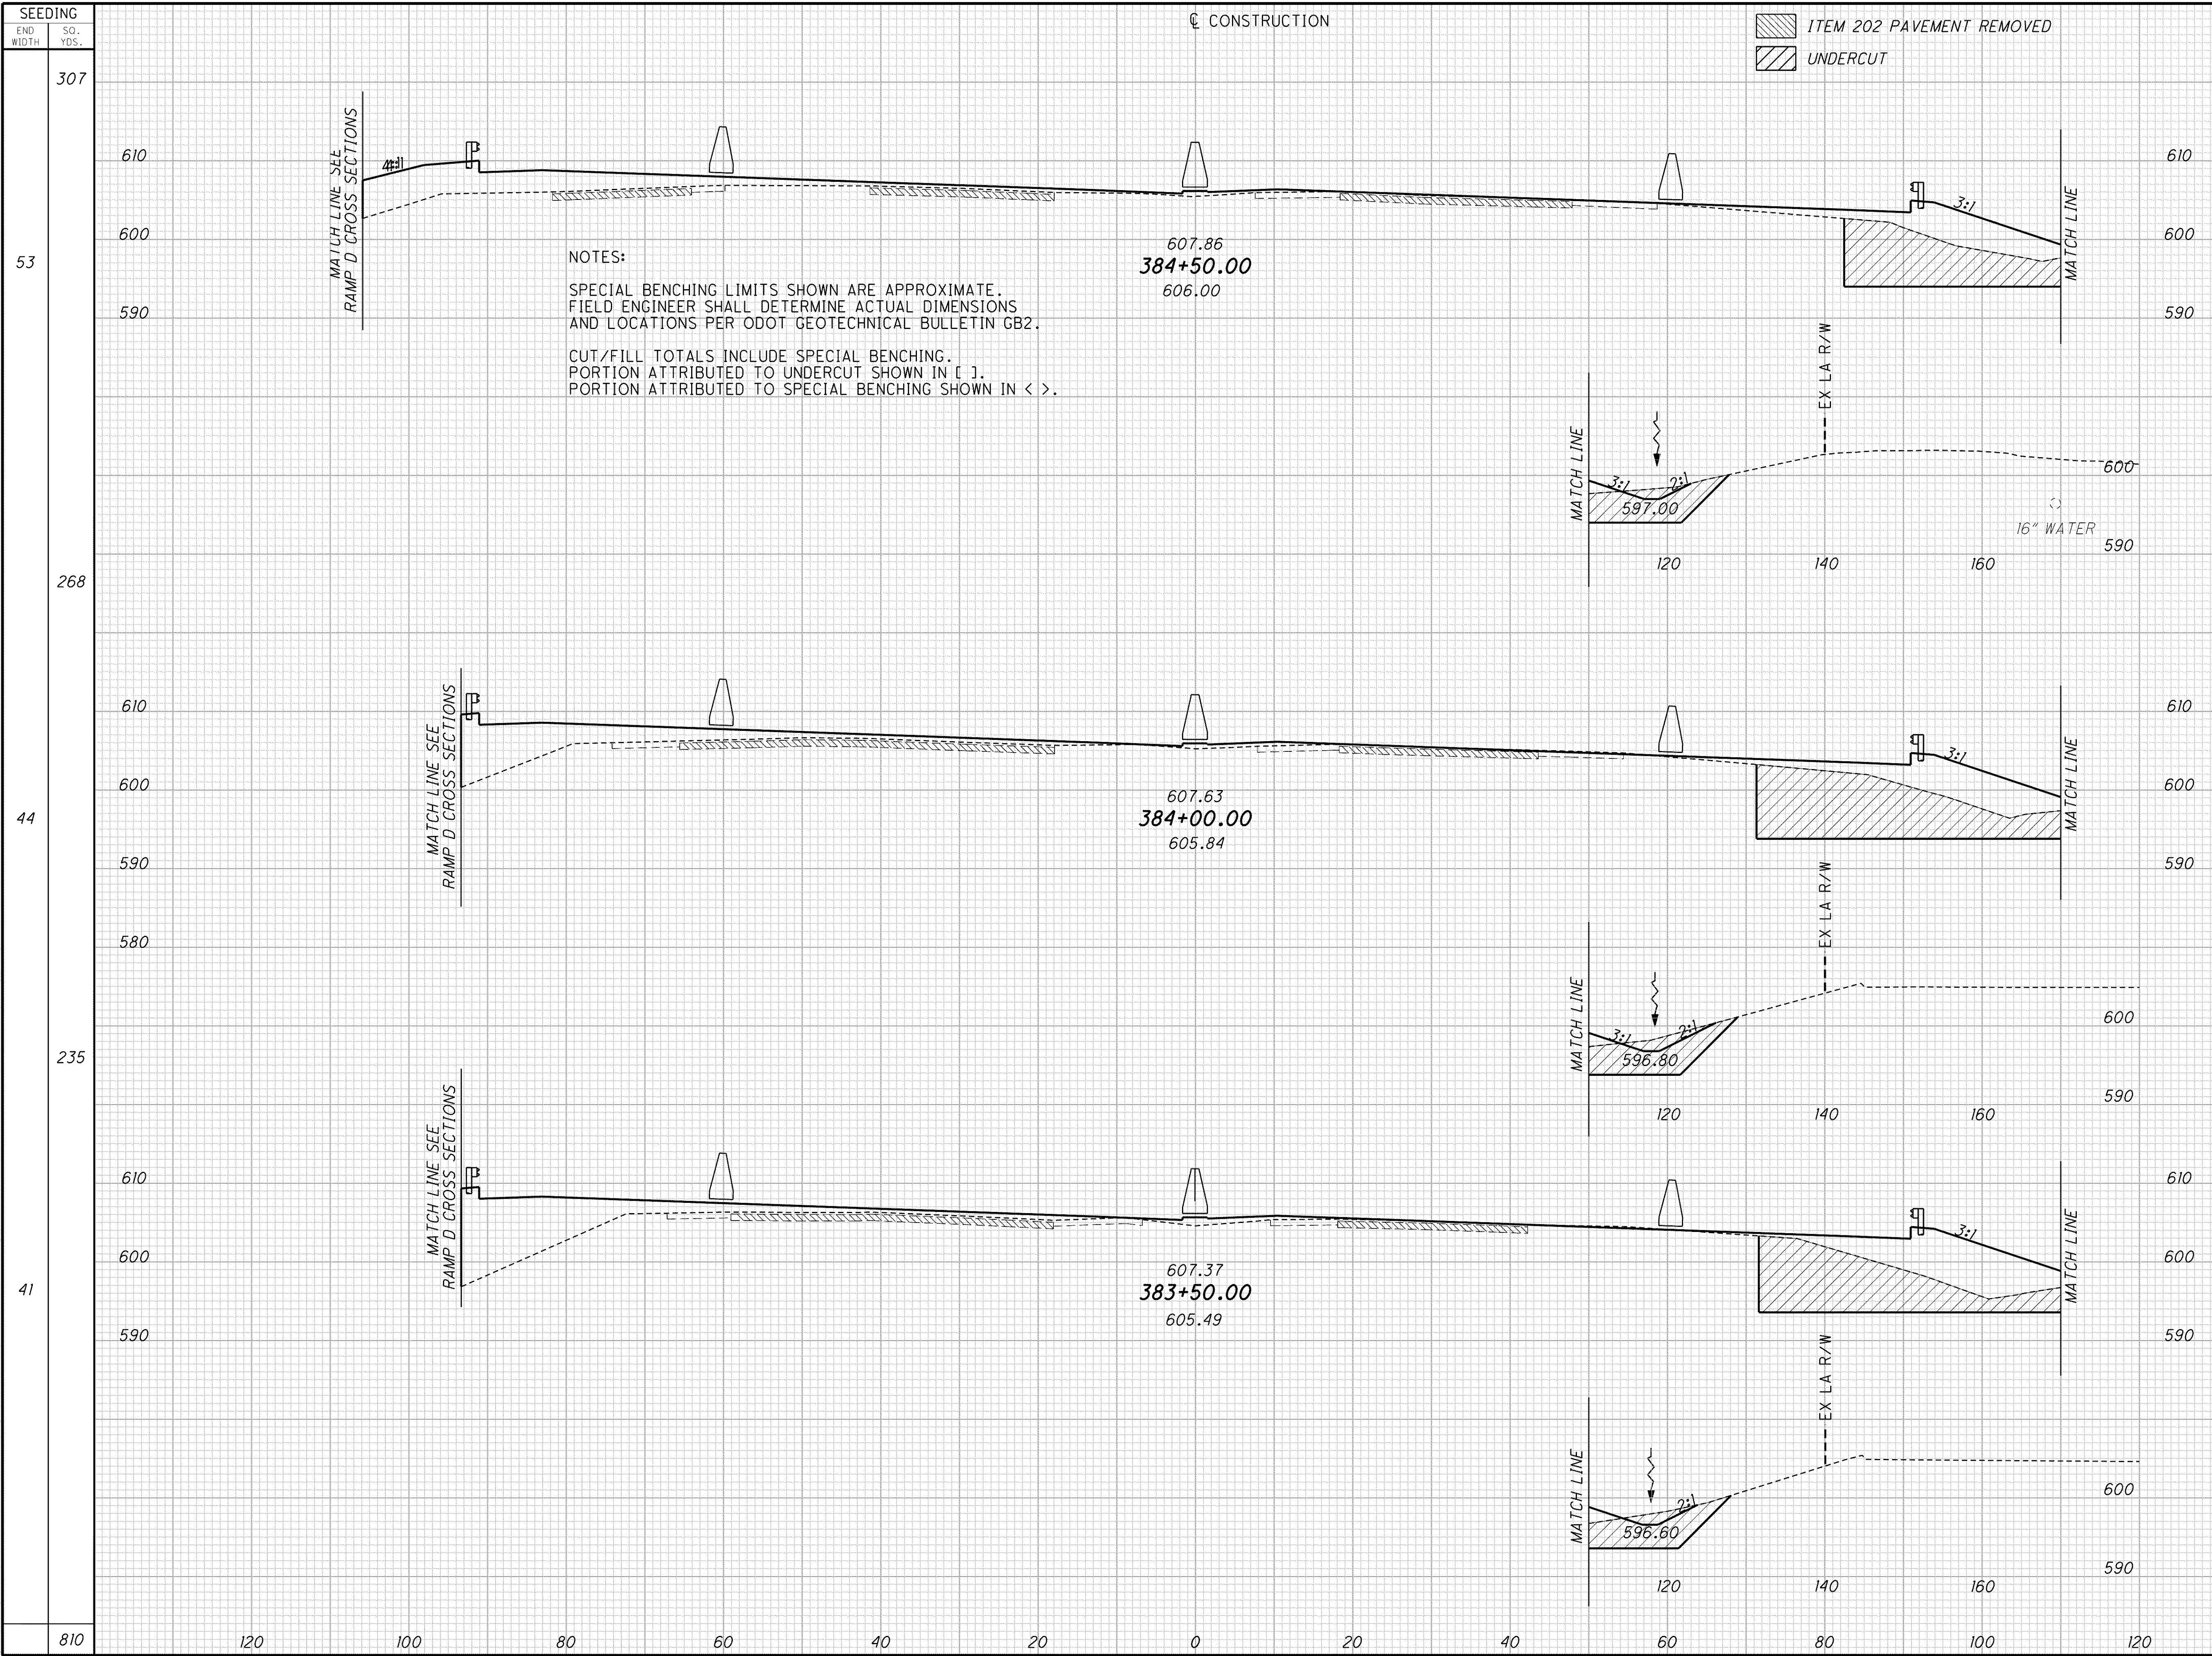 SEEDING
END WIDTH
SQ. YDS.
℄ CONSTRUCTION
ITEM 202 PAVEMENT REMOVED
UNDERCUT
307
MATCH LINE SEE
RAMP D CROSS SECTIONS
4:1
610
600
590
53
NOTES:
SPECIAL BENCHING LIMITS SHOWN ARE APPROXIMATE.
FIELD ENGINEER SHALL DETERMINE ACTUAL DIMENSIONS
AND LOCATIONS PER ODOT GEOTECHNICAL BULLETIN GB2.
CUT/FILL TOTALS INCLUDE SPECIAL BENCHING.
PORTION ATTRIBUTED TO UNDERCUT SHOWN IN [ ].
PORTION ATTRIBUTED TO SPECIAL BENCHING SHOWN IN < >.
607.86
384+50.00
606.00
3:1
MATCH LINE
610
600
590
EX LA R/W
MATCH LINE
3:1
2:1
597.00
600
16" WATER
590
120 140 160
268
MATCH LINE SEE
RAMP D CROSS SECTIONS
610
600
590
580
44
607.63
384+00.00
605.84
3:1
MATCH LINE
610
600
590
EX LA R/W
MATCH LINE
3:1
2:1
596.80
600
590
120 140 160
235
MATCH LINE SEE
RAMP D CROSS SECTIONS
610
600
590
41
607.37
383+50.00
605.49
3:1
MATCH LINE
610
600
590
EX LA R/W
MATCH LINE
2:1
596.60
600
590
120 140 160
810
120 100 80 60 40 20 0 20 40 60 80 100 120